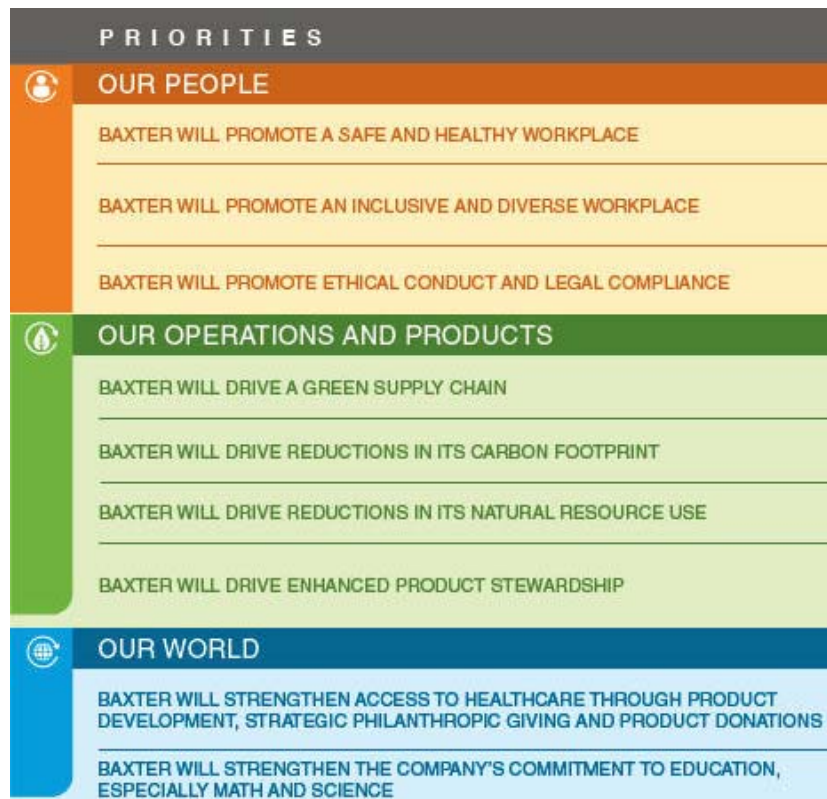 PRIORITIES
OUR PEOPLE
BAXTER WILL PROMOTE A SAFE AND HEALTHY WORKPLACE
BAXTER WILL PROMOTE AN INCLUSIVE AND DIVERSE WORKPLACE
BAXTER WILL PROMOTE ETHICAL CONDUCT AND LEGAL COMPLIANCE
OUR OPERATIONS AND PRODUCTS
BAXTER WILL DRIVE A GREEN SUPPLY CHAIN
BAXTER WILL DRIVE REDUCTIONS IN ITS CARBON FOOTPRINT
BAXTER WILL DRIVE REDUCTIONS IN ITS NATURAL RESOURCE USE
BAXTER WILL DRIVE ENHANCED PRODUCT STEWARDSHIP
OUR WORLD
BAXTER WILL STRENGTHEN ACCESS TO HEALTHCARE THROUGH PRODUCT
DEVELOPMENT, STRATEGIC PHILANTHROPIC GIVING AND PRODUCT DONATIONS
BAXTER WILL STRENGTHEN THE COMPANY'S COMMITMENT TO EDUCATION,
ESPECIALLY MATH AND SCIENCE